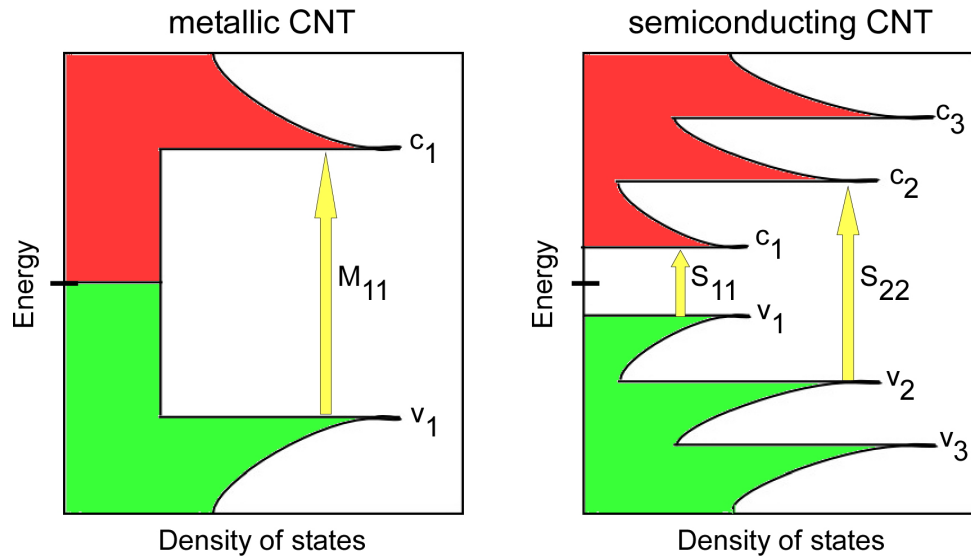 metallic CNT
Energy
c1
M11
v1
Density of states
semiconducting CNT
Energy
c3
c2
c1
S11
S22
v1
v2
v3
Density of states